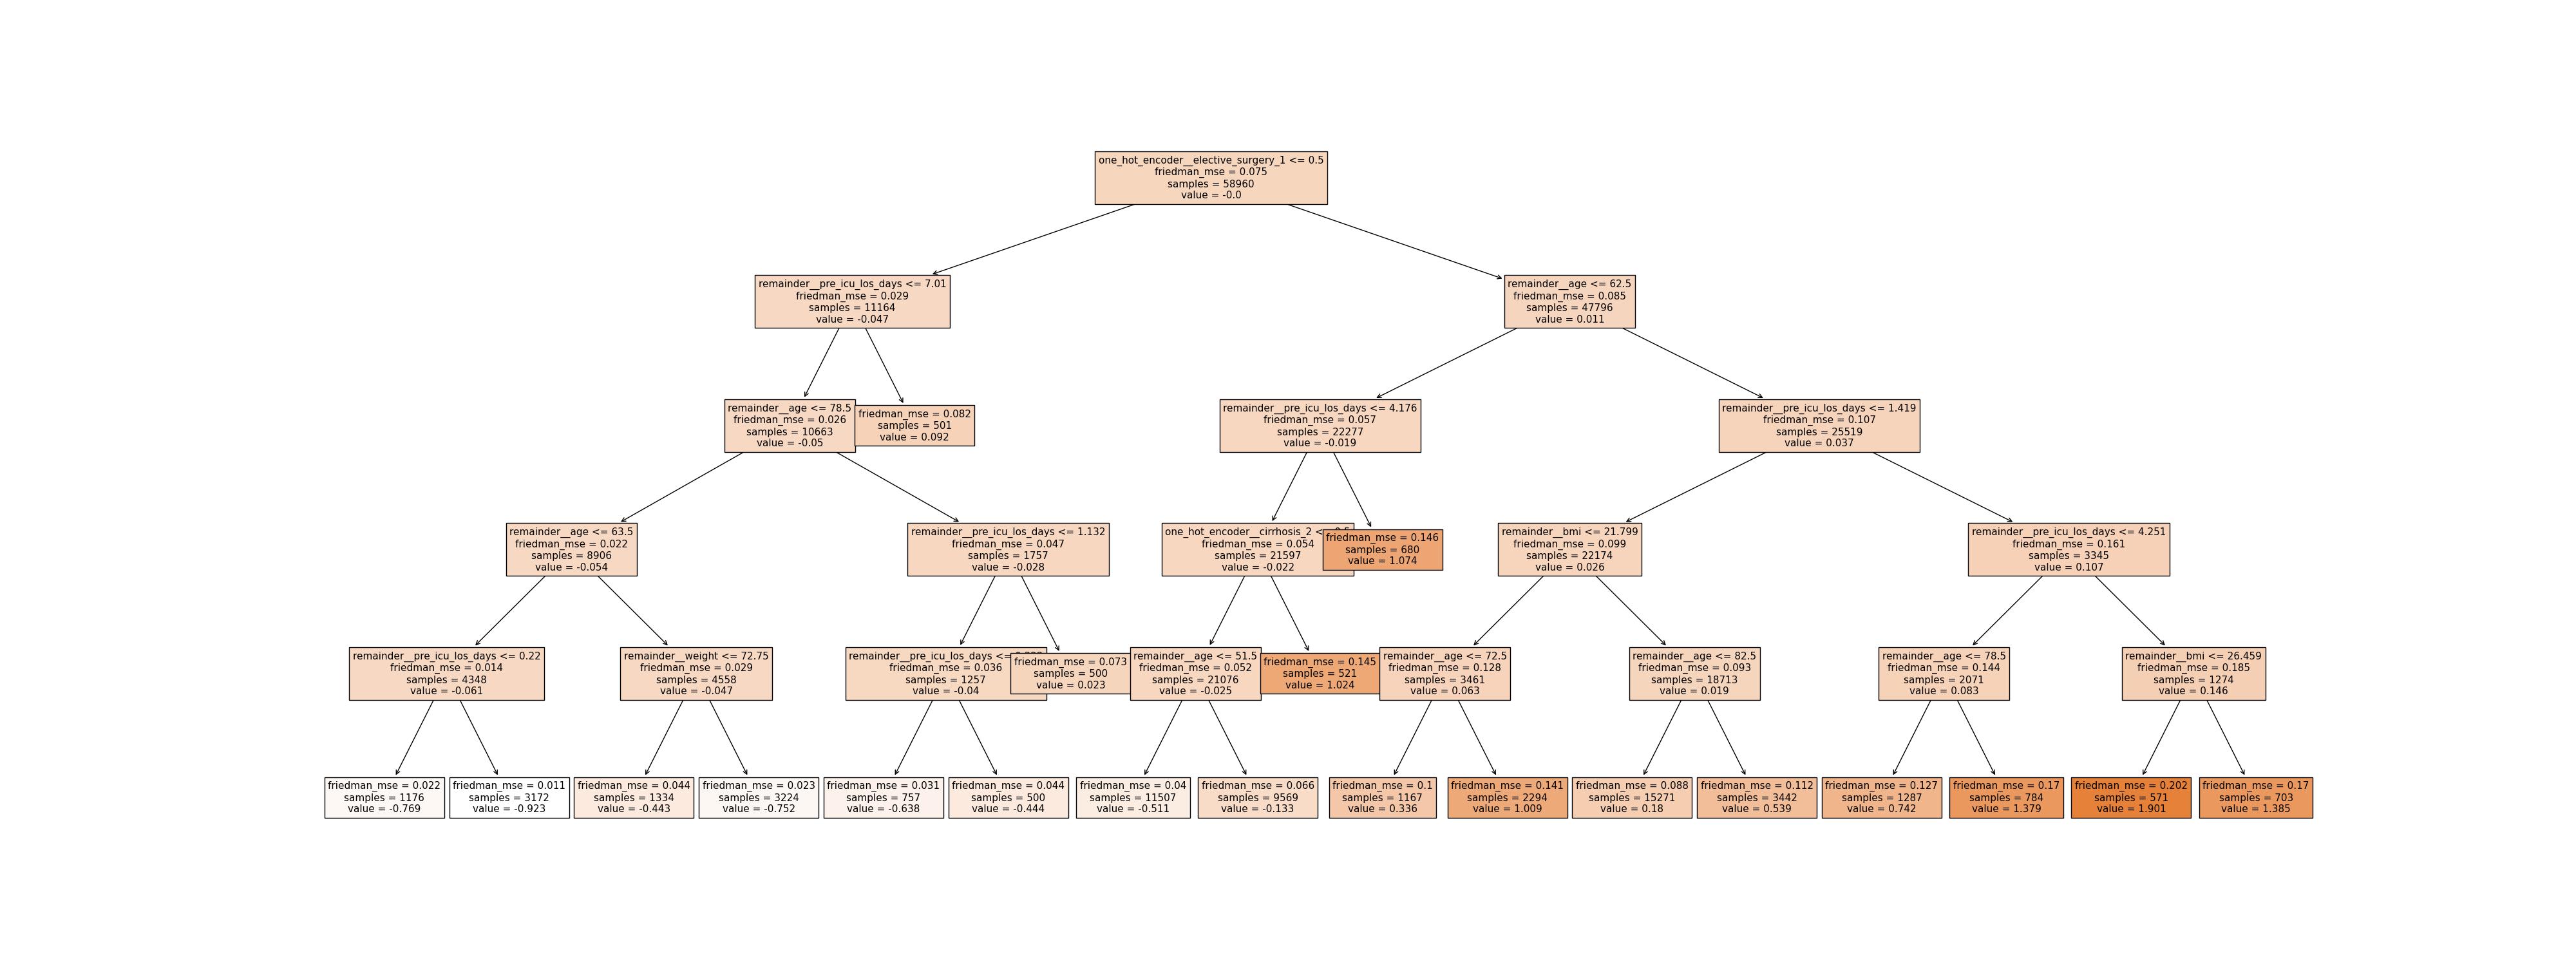 one_hot_encoder__elective_surgery_1 <= 0.5
friedman_mse = 0.075
samples = 58960
value = -0.0
remainder__pre_icu_los_days <= 7.01
friedman_mse = 0.029
samples = 11164
value = -0.047
remainder__age <= 62.5
friedman_mse = 0.085
samples = 47796
value = 0.011
remainder__age <= 78.5
friedman_mse = 0.026
samples = 10663
value = -0.05
friedman_mse = 0.082
samples = 501
value = 0.092
remainder__pre_icu_los_days <= 4.176
friedman_mse = 0.057
samples = 22277
value = -0.019
remainder__pre_icu_los_days <= 1.419
friedman_mse = 0.107
samples = 25519
value = 0.037
remainder__age <= 63.5
friedman_mse = 0.022
samples = 8906
value = -0.054
remainder__pre_icu_los_days <= 1.132
friedman_mse = 0.047
samples = 1757
value = -0.028
one_hot_encoder__cirrhosis_2
friedman_mse = 0.054
samples = 21597
value = -0.022
friedman_mse = 0.146
samples = 680
value = 1.074
remainder__bmi <= 21.799
friedman_mse = 0.099
samples = 22174
value = 0.026
remainder__pre_icu_los_days <= 4.251
friedman_mse = 0.161
samples = 3345
value = 0.107
remainder__pre_icu_los_days <= 0.22
friedman_mse = 0.014
samples = 4348
value = -0.061
remainder__weight <= 72.75
friedman_mse = 0.029
samples = 4558
value = -0.047
remainder__pre_icu_los_days <=
friedman_mse = 0.036
samples = 1257
value = -0.04
friedman_mse = 0.073
samples = 500
value = 0.023
remainder__age <= 51.5
friedman_mse = 0.052
samples = 21076
value = -0.025
friedman_mse = 0.145
samples = 521
value = 1.024
remainder__age <= 72.5
friedman_mse = 0.128
samples = 3461
value = 0.063
remainder__age <= 82.5
friedman_mse = 0.093
samples = 18713
value = 0.019
remainder__age <= 78.5
friedman_mse = 0.144
samples = 2071
value = 0.083
remainder__bmi <= 26.459
friedman_mse = 0.185
samples = 1274
value = 0.146
friedman_mse = 0.022
samples = 1176
value = -0.769
friedman_mse = 0.011
samples = 3172
value = -0.923
friedman_mse = 0.044
samples = 1334
value = -0.443
friedman_mse = 0.023
samples = 3224
value = -0.752
friedman_mse = 0.031
samples = 757
value = -0.638
friedman_mse = 0.044
samples = 500
value = -0.444
friedman_mse = 0.04
samples = 11507
value = -0.511
friedman_mse = 0.066
samples = 9569
value = -0.133
friedman_mse = 0.1
samples = 1167
value = 0.336
friedman_mse = 0.141
samples = 2294
value = 1.009
friedman_mse = 0.088
samples = 15271
value = 0.18
friedman_mse = 0.112
samples = 3442
value = 0.539
friedman_mse = 0.127
samples = 1287
value = 0.742
friedman_mse = 0.17
samples = 784
value = 1.379
friedman_mse = 0.202
samples = 571
value = 1.901
friedman_mse = 0.17
samples = 703
value = 1.385